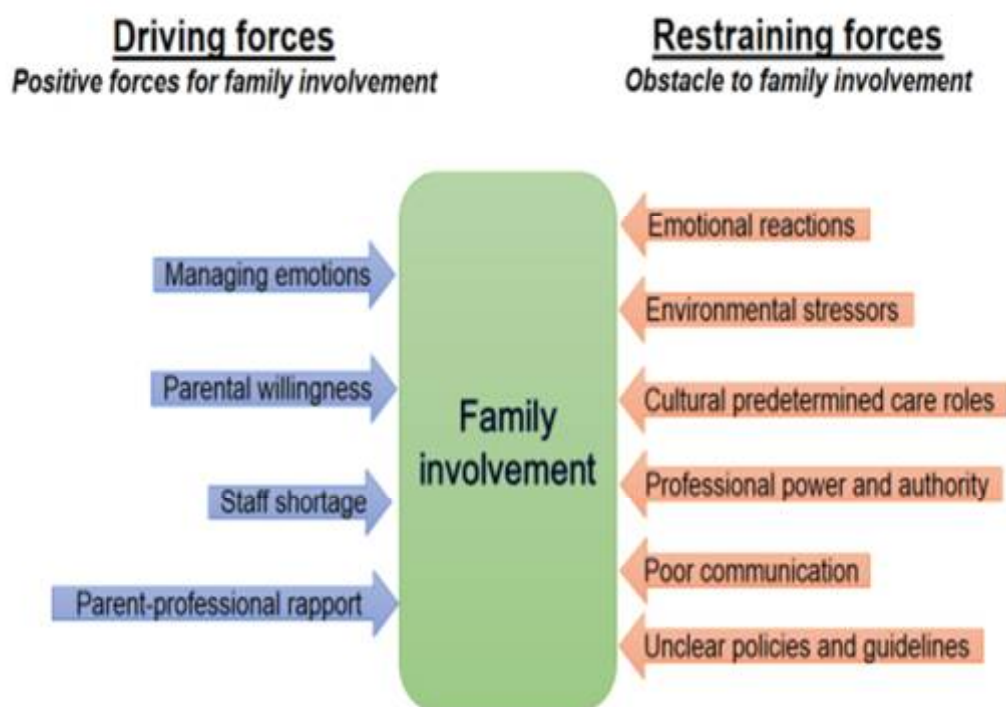 Driving forces
Positive forces for family involvement
Managing emotions
Parental willingness
Staff shortage
Parent-professional rapport
Family
involvement
Restraining forces
Obstacle to family involvement
Emotional reactions
Environmental stressors
Cultural predetermined care roles
Professional power and authority
Poor communication
Unclear policies and guidelines